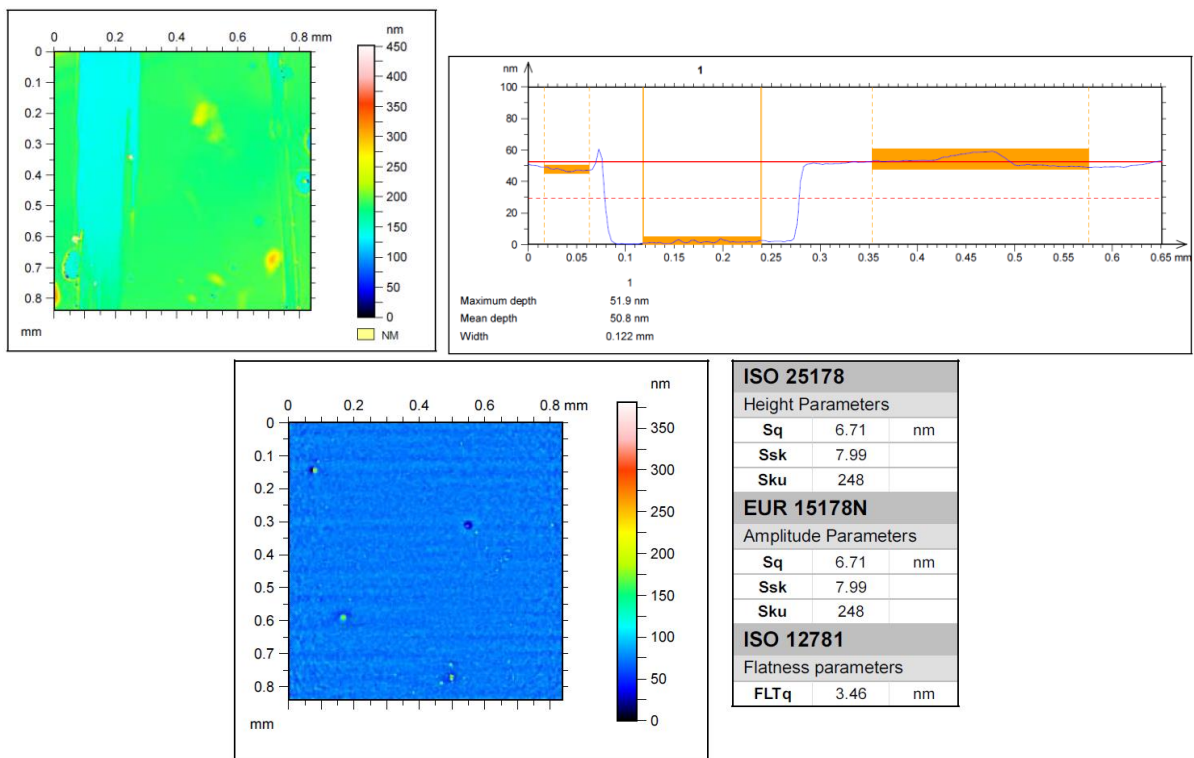 nm
0 0.2 0.4 0.6 0.8 mm
0
0.1
0.2
0.3
0.4
0.5
0.6
0.7
0.8
mm
450
400
350
300
250
200
150
100
50
0
NM
nm
1
100
80
60
40
20
0
0 0.05 0.1 0.15 0.2 0.25 0.3 0.35 0.4 0.45 0.5 0.55 0.6 0.65 mm
1
Maximum depth 51.9 nm
Mean depth 50.8 nm
Width 0.122 mm
nm
0 0.2 0.4 0.6 0.8 mm
0
0.1
0.2
0.3
0.4
0.5
0.6
0.7
0.8
mm
350
300
250
200
150
100
50
0
ISO 25178
Height Parameters
Sq 6.71 nm
Ssk 7.99
Sku 248
EUR 15178N
Amplitude Parameters
Sq 6.71 nm
Ssk 7.99
Sku 248
ISO 12781
Flatness parameters
FLTq 3.46 nm